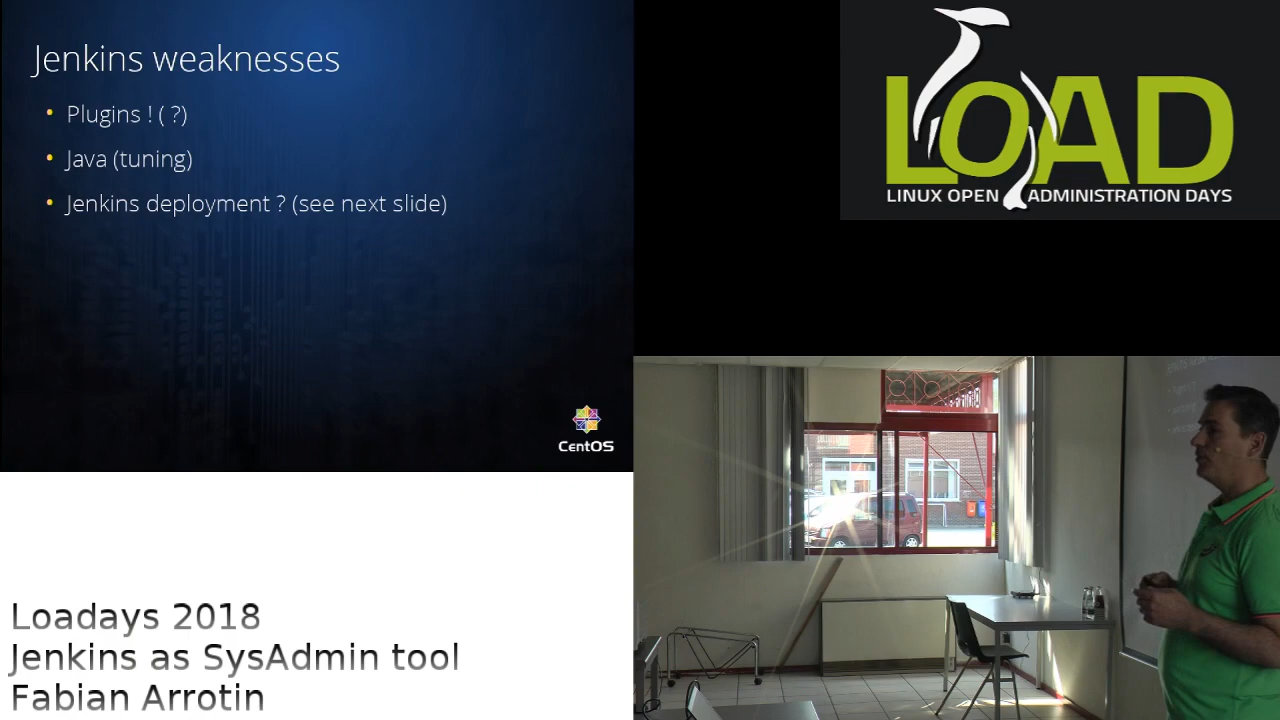 Jenkins weaknesses
• Plugins ! ( ?)
• Java (tuning)
• Jenkins deployment ? (see next slide)
CentOS
LOAD
LINUX OPEN ADMINISTRATION DAYS
Loadays 2018
Jenkins as SysAdmin tool
Fabian Arrotin